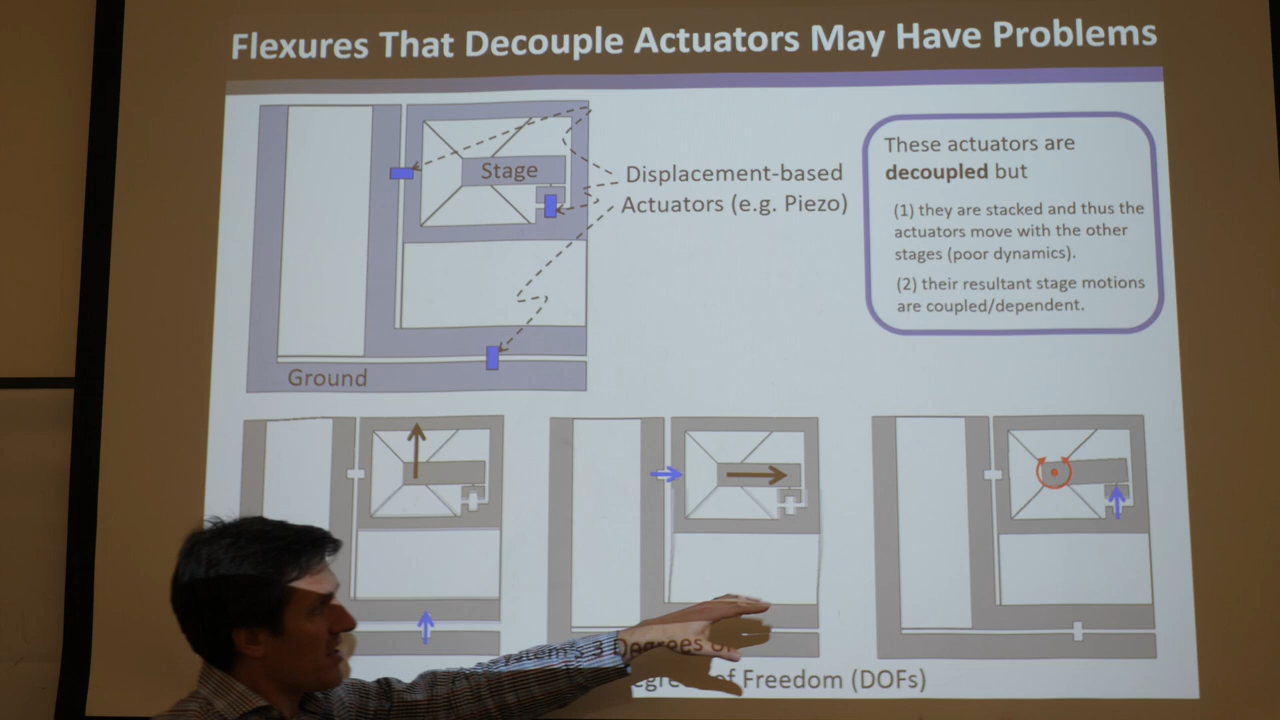 Flexures That Decouple Actuators May Have Problems
Stage
Displacement-based
Actuators (e.g. Piezo)
Ground
These actuators are
decoupled but
(1) they are stacked and thus the
actuators move with the other
stages (poor dynamics).
(2) their resultant stage motions
are coupled/dependent.
3 Degrees of
of Freedom (DOFs)